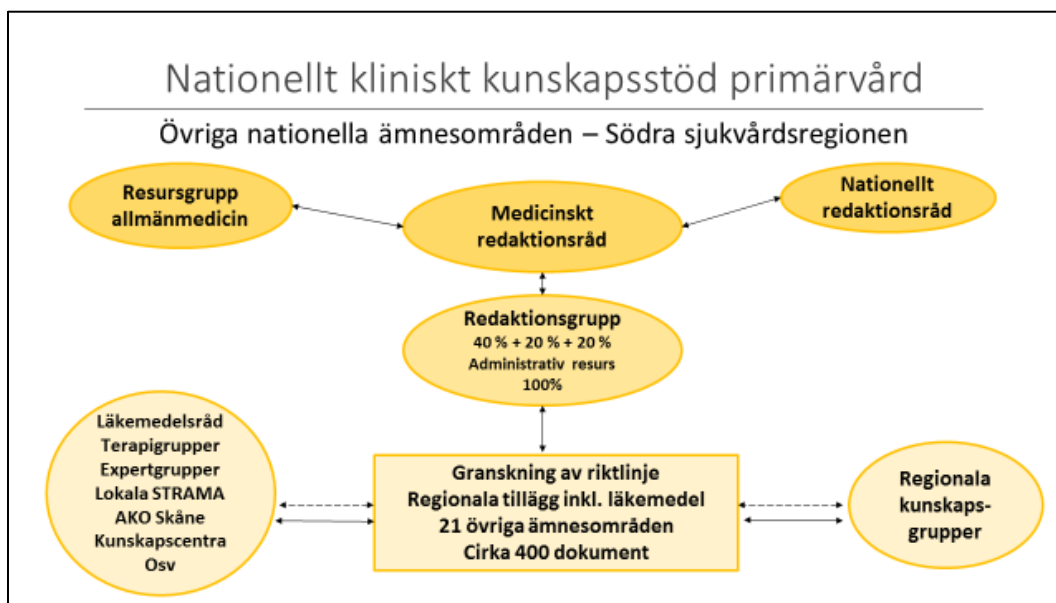 Nationellt kliniskt kunskapsstöd primärvård
Övriga nationella ämnesområden – Södra sjukvårdsregionen
Resursgrupp
allmänmedicin
Medicinskt
redaktionsråd
Nationellt
redaktionsråd
Redaktionsgrupp
40 % + 20 % + 20 %
Administrativ resurs
100%
Läkemedelsråd
Terapigrupper
Expertgrupper
Lokala STRAMA
AKO Skåne
Kunskapscentra
Osv
Granskning av riktlinje
Regionala tillägg inkl. läkemedel
21 övriga ämnesområden
Cirka 400 dokument
Regionala
kunskaps-
grupper